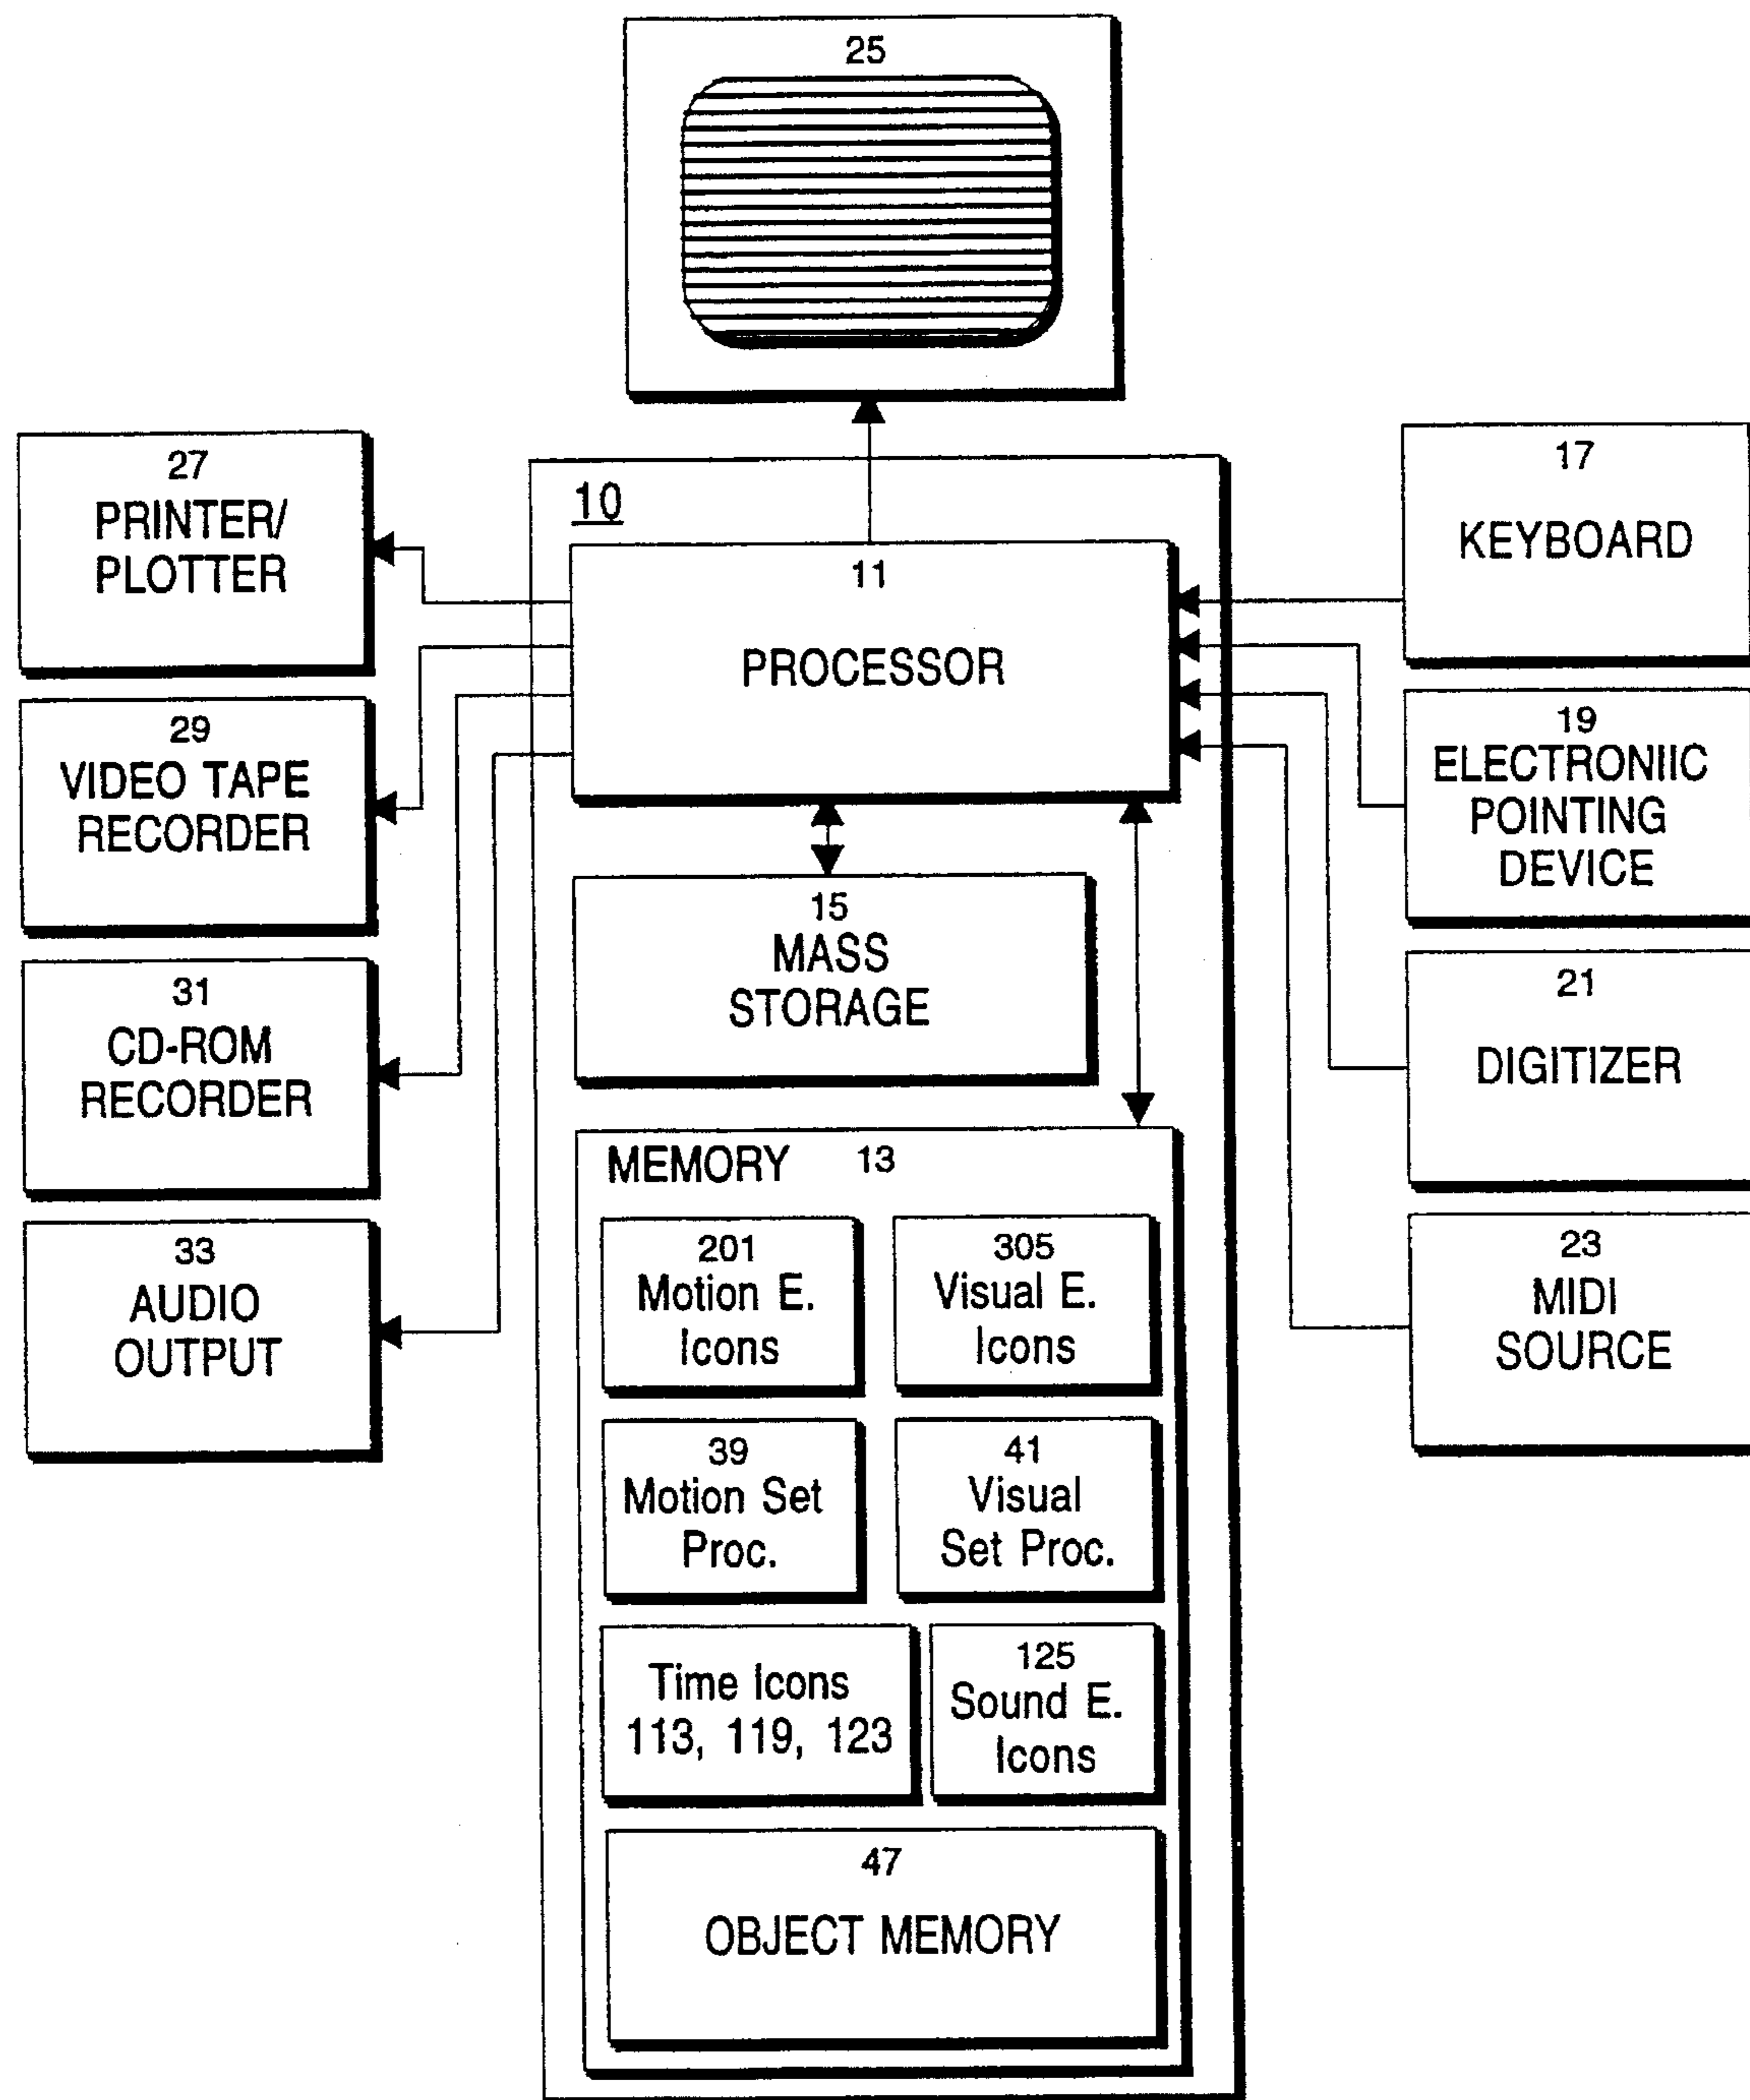 25
27
PRINTER/
PLOTTER
29
VIDEO TAPE
RECORDER
31
CD-ROM
RECORDER
33
AUDIO
OUTPUT
10
11
PROCESSOR
15
MASS
STORAGE
MEMORY 13
201
Motion E.
Icons
305
Visual E.
Icons
39
Motion Set
Proc.
41
Visual
Set Proc.
Time Icons
113, 119, 123
125
Sound E.
Icons
47
OBJECT MEMORY
17
KEYBOARD
19
ELECTRONIIC
POINTING
DEVICE
21
DIGITIZER
23
MIDI
SOURCE